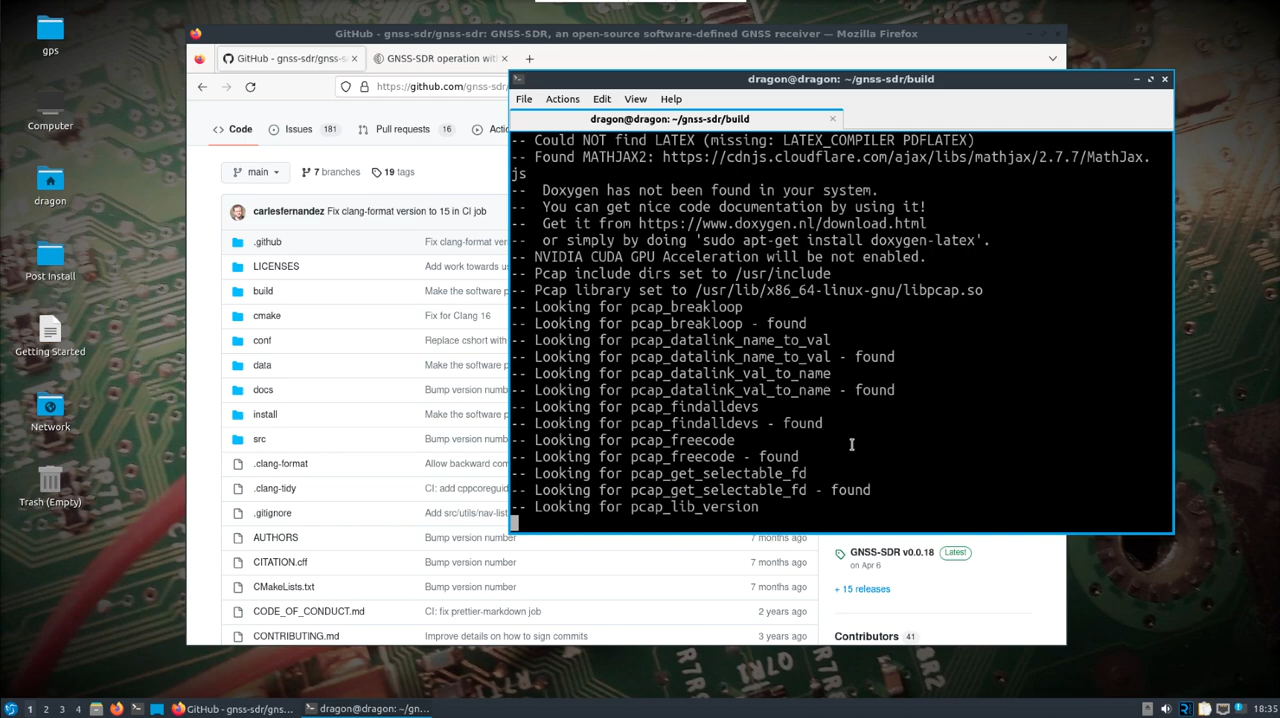 gps
Computer
dragon
Post Install
Getting Started
Network
Trash (Empty)
GitHub - gnss-sdr/gnss-sdr: GNSS-SDR, an open-source software-defined GNSS receiver — Mozilla Firefox
GitHub - gnss-sdr/gnss-s
GNSS-SDR operation with
https://github.com/gnss-sdr/
Code
Issues 181
Pull requests 16
main
7 branches
19 tags
carlesfernandez Fix clang-format version to 15 in CI job
.github Fix clang-format ver
LICENSES Add work towards
build Make the software p
cmake Fix for Clang 16
conf Replace cshort with
data Make the software p
docs Bump version number
install Make the software p
src Bump version number
.clang-format Allow backward com
.clang-tidy CI: add cppcoreguid
.gitignore Add src/utils/nav-list
AUTHORS Bump version number 7 months ago
CITATION.cff Bump version number 7 months ago
CMakeLists.txt Bump version number 7 months ago
CODE_OF_CONDUCT.md CI: fix prettier-markdown job 2 years ago
CONTRIBUTING.md Improve details on how to sign commits 3 years ago
GNSS-SDR v0.0.18 Latest
on Apr 6
+ 15 releases
Contributors 41
dragon@dragon: ~/gnss-sdr/build
File Actions Edit View Help
dragon@dragon: ~/gnss-sdr/build
-- Could NOT find LATEX (missing: LATEX_COMPILER PDFLATEX)
-- Found MATHJAX2: https://cdnjs.cloudflare.com/ajax/libs/mathjax/2.7.7/MathJax.
js
-- Doxygen has not been found in your system.
-- You can get nice code documentation by using it!
-- Get it from https://www.doxygen.nl/download.html
-- or simply by doing 'sudo apt-get install doxygen-latex'.
-- NVIDIA CUDA GPU Acceleration will be not enabled.
-- Pcap include dirs set to /usr/include
-- Pcap library set to /usr/lib/x86_64-linux-gnu/libpcap.so
-- Looking for pcap_breakloop
-- Looking for pcap_breakloop - found
-- Looking for pcap_datalink_name_to_val
-- Looking for pcap_datalink_name_to_val - found
-- Looking for pcap_datalink_val_to_name
-- Looking for pcap_datalink_val_to_name - found
-- Looking for pcap_findalldevs
-- Looking for pcap_findalldevs - found
-- Looking for pcap_freecode
-- Looking for pcap_freecode - found
-- Looking for pcap_get_selectable_fd
-- Looking for pcap_get_selectable_fd - found
-- Looking for pcap_lib_version
1 2 3 4
GitHub - gnss-sdr/gns...
dragon@dragon: ~/gn...
18:35